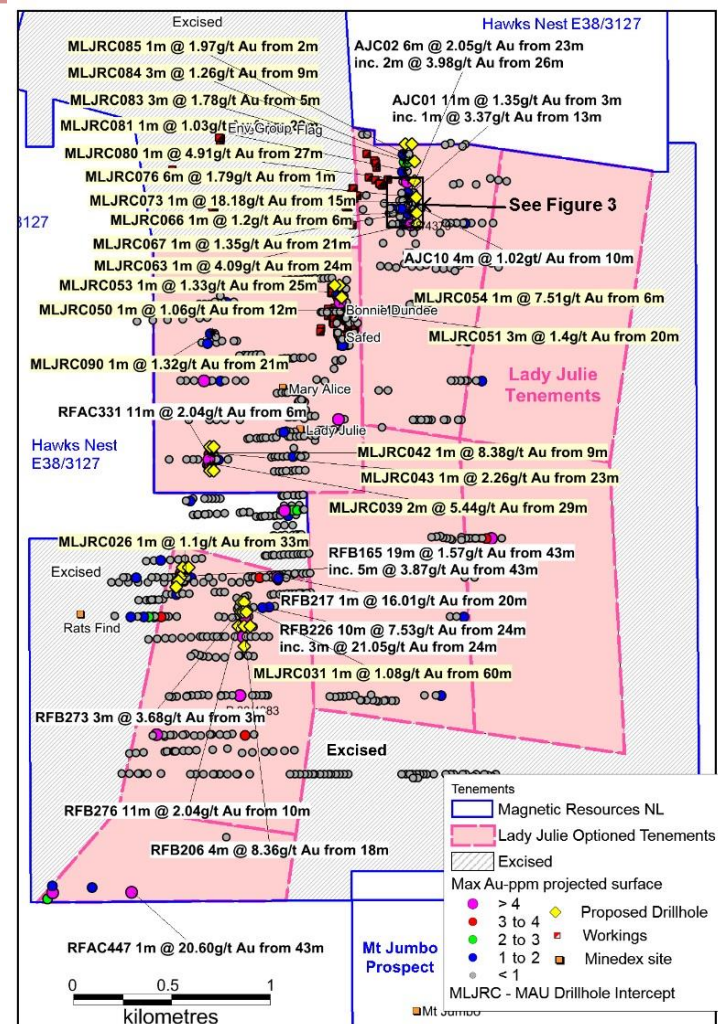 Excised
Hawks Nest E38/3127
MLJRC085 1m @ 1.97g/t Au from 2m
AJC02 6m @ 2.05g/t Au from 23m
inc. 2m @ 3.98g/t Au from 26m
MLJRC084 3m @ 1.26g/t Au from 9m
MLJRC083 3m @ 1.78g/t Au from 5m
AJC01 11m @ 1.35g/t Au from 3m
inc. 1m @ 3.37g/t Au from 13m
MLJRC081 1m @ 1.03g/t Au from
Env Group Flag
MLJRC080 1m @ 4.91g/t Au from 27m
MLJRC076 6m @ 1.79g/t Au from 1m
MLJRC073 1m @ 18.18g/t Au from 15m
See Figure 3
MLJRC066 1m @ 1.2g/t Au from 6m
3127
MLJRC067 1m @ 1.35g/t Au from 21m
AJC10 4m @ 1.02gt/ Au from 10m
MLJRC063 1m @ 4.09g/t Au from 24m
MLJRC053 1m @ 1.33g/t Au from 25m
MLJRC054 1m @ 7.51g/t Au from 6m
MLJRC050 1m @ 1.06g/t Au from 12m
Bonnie Dundee
Safed
MLJRC051 3m @ 1.4g/t Au from 20m
MLJRC090 1m @ 1.32g/t Au from 21m
Lady Julie
Tenements
Mary Alice
RFAC331 11m @ 2.04g/t Au from 6m
Lady Julie
Hawks Nest
E38/3127
MLJRC042 1m @ 8.38g/t Au from 9m
MLJRC043 1m @ 2.26g/t Au from 23m
MLJRC039 2m @ 5.44g/t Au from 29m
MLJRC026 1m @ 1.1g/t Au from 33m
RFB165 19m @ 1.57g/t Au from 43m
inc. 5m @ 3.87g/t Au from 43m
Excised
RFB217 1m @ 16.01g/t Au from 20m
Rats Find
RFB226 10m @ 7.53g/t Au from 24m
inc. 3m @ 21.05g/t Au from 24m
MLJRC031 1m @ 1.08g/t Au from 60m
RFB273 3m @ 3.68g/t Au from 3m
Excised
RFB276 11m @ 2.04g/t Au from 10m
RFB206 4m @ 8.36g/t Au from 18m
RFAC447 1m @ 20.60g/t Au from 43m
Mt Jumbo
Prospect
Mt Jumbo
0 0.5 1
kilometres
Tenements
Magnetic Resources NL
Lady Julie Optioned Tenements
Excised
Max Au-ppm projected surface
> 4
3 to 4
2 to 3
1 to 2
< 1
Proposed Drillhole
Workings
Minedex site
MLJRC - MAU Drillhole Intercept